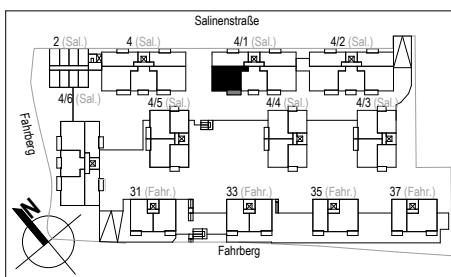 Salinenstraße
2 (Sal.) 4 (Sal.) 4/1 (Sal.) 4/2 (Sal.)
4/6 (Sal.) 4/5 (Sal.) 4/4 (Sal.) 4/3 (Sal.)
Fahrberg
31 (Fahr.) 33 (Fahr.) 35 (Fahr.) 37 (Fahr.)
N
Fahrberg